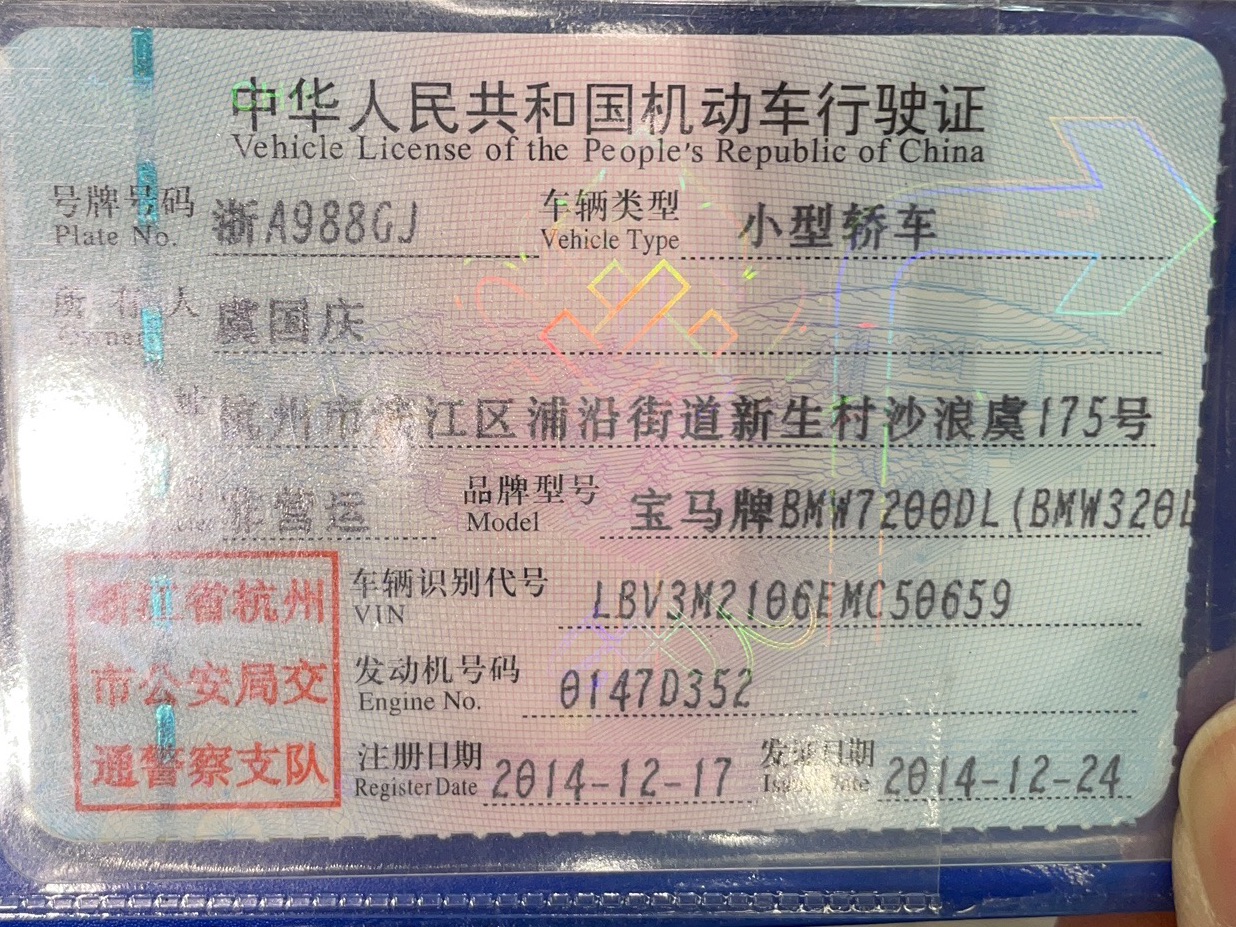 中华人民共和国机动车行驶证
Vehicle License of the People's Republic of China
号牌号码 浙A988GJ 车辆类型 小型轿车
Plate No. Vehicle Type
所有人 虞国庆
Owner
址 杭州市滨江区浦沿街道新生村沙浪虞175号
非营运 品牌型号 宝马牌BMW7200DL(BMW320L
Model
浙江省杭州
市公安局交
通警察支队
车辆识别代号 LBV3M2106EMC50659
VIN
发动机号码 0147D352
Engine No.
注册日期 2014-12-17 发证日期 2014-12-24
Register Date Issue Date